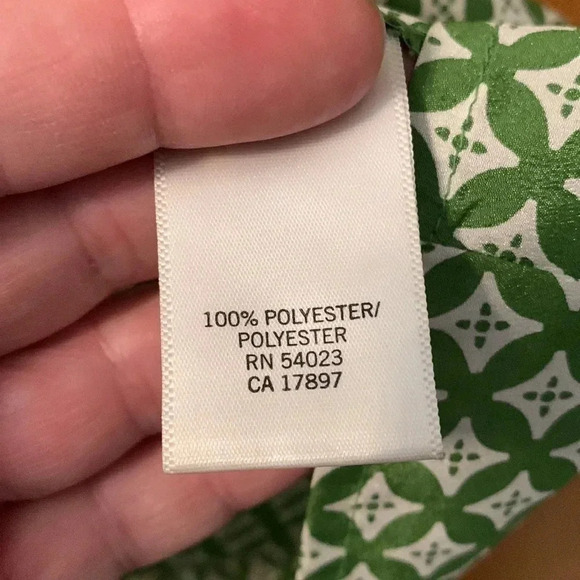 100% POLYESTER/
POLYESTER
RN 54023
CA 17897